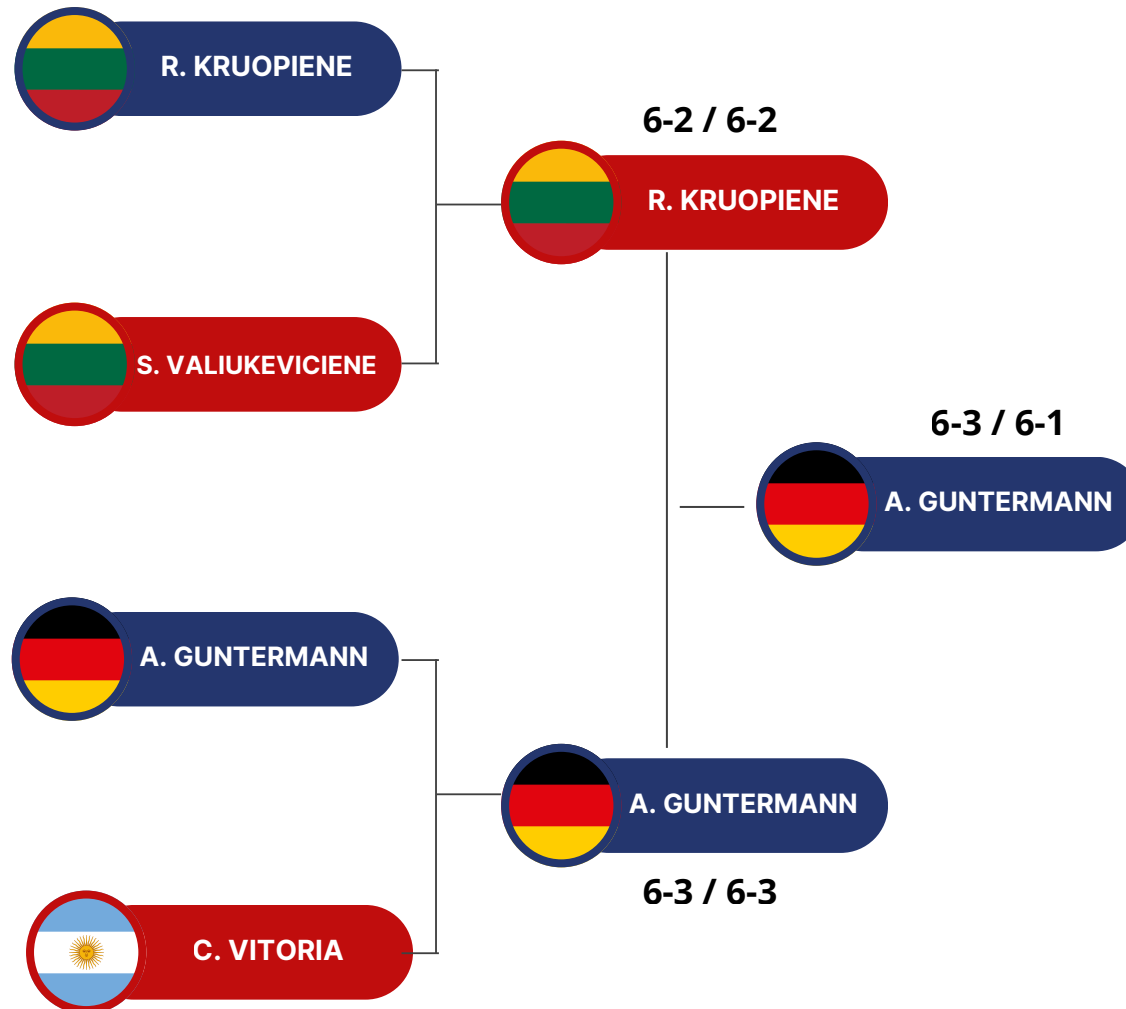 R. KRUOPIENE
6-2 / 6-2
R. KRUOPIENE
S. VALIUKEVICIENE
6-3 / 6-1
A. GUNTERMANN
A. GUNTERMANN
A. GUNTERMANN
6-3 / 6-3
C. VITORIA